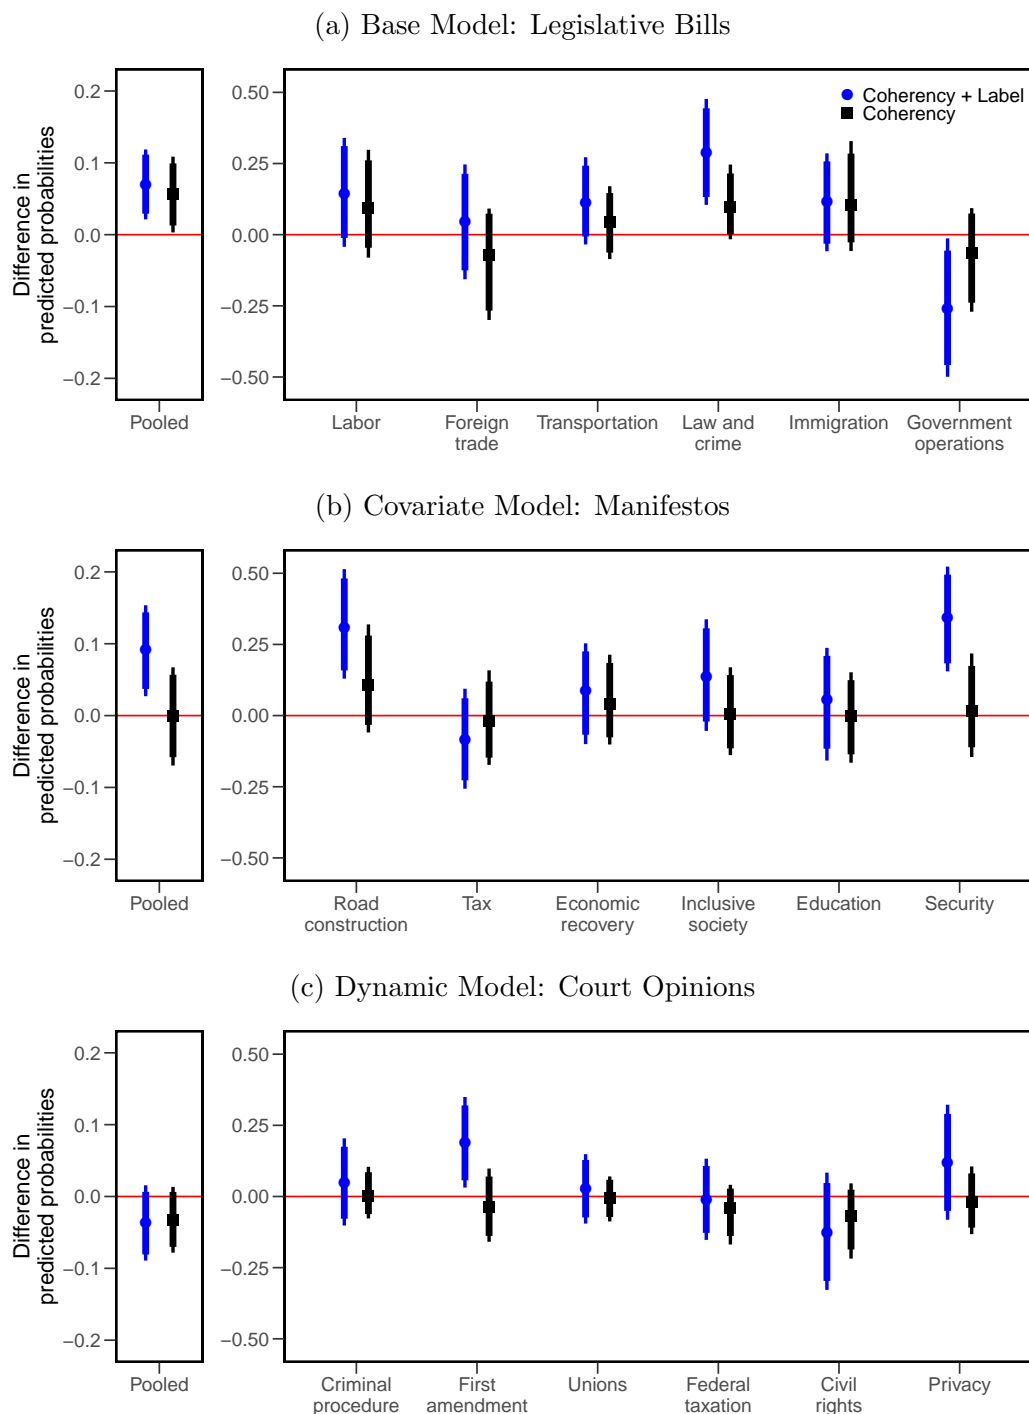 (a) Base Model: Legislative Bills
Difference in
predicted probabilities
0.2
0.1
0.0
−0.1
−0.2
Pooled
0.50
0.25
0.00
−0.25
−0.50
Coherency + Label
Coherency
Labor
Foreign
trade
Transportation
Law and
crime
Immigration
Government
operations
(b) Covariate Model: Manifestos
Difference in
predicted probabilities
0.2
0.1
0.0
−0.1
−0.2
Pooled
0.50
0.25
0.00
−0.25
−0.50
Road
construction
Tax
Economic
recovery
Inclusive
society
Education
Security
(c) Dynamic Model: Court Opinions
Difference in
predicted probabilities
0.2
0.1
0.0
−0.1
−0.2
Pooled
0.50
0.25
0.00
−0.25
−0.50
Criminal
procedure
First
amendment
Unions
Federal
taxation
Civil
rights
Privacy